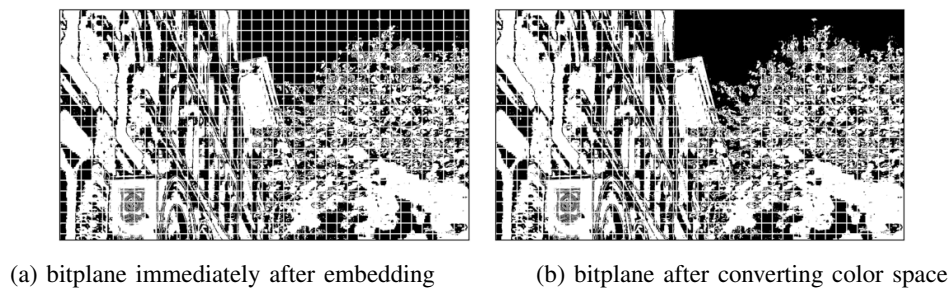 (a) bitplane immediately after embedding
(b) bitplane after converting color space